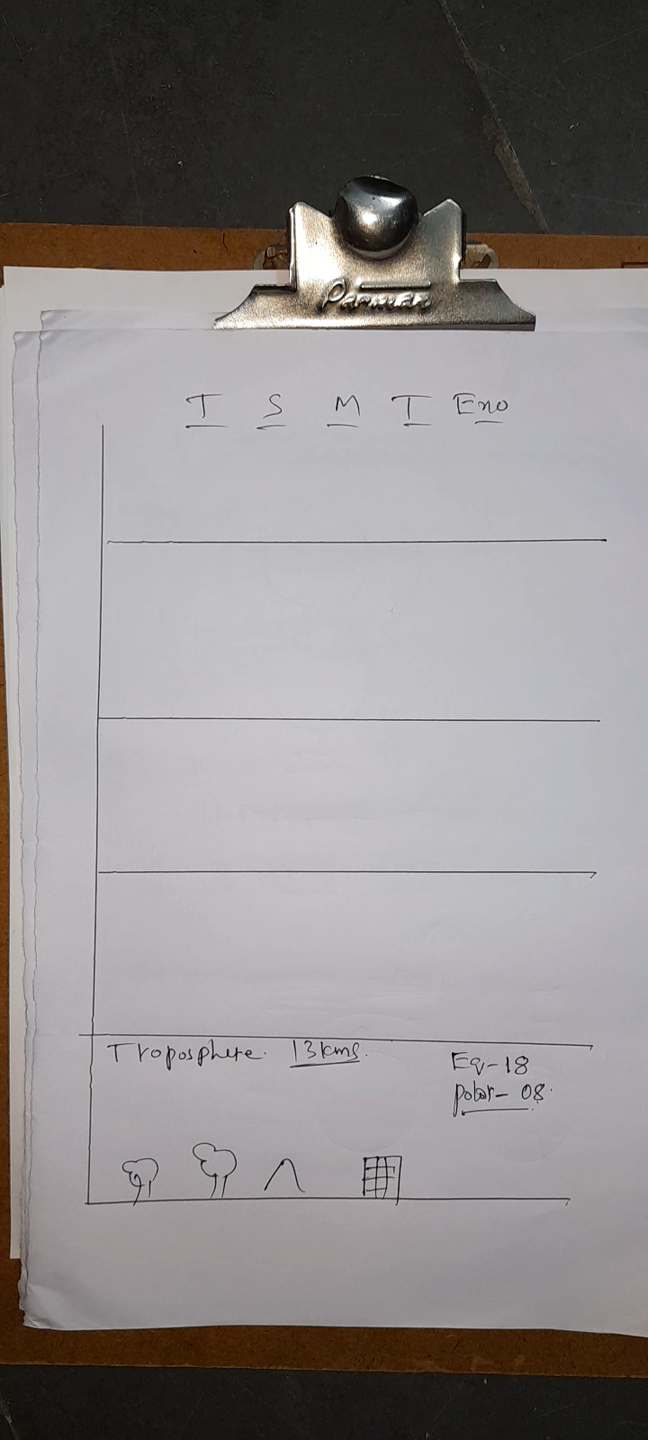 Parmar
T S M T Exo
Troposphere. 13kms.
Eq-18
polar-08.